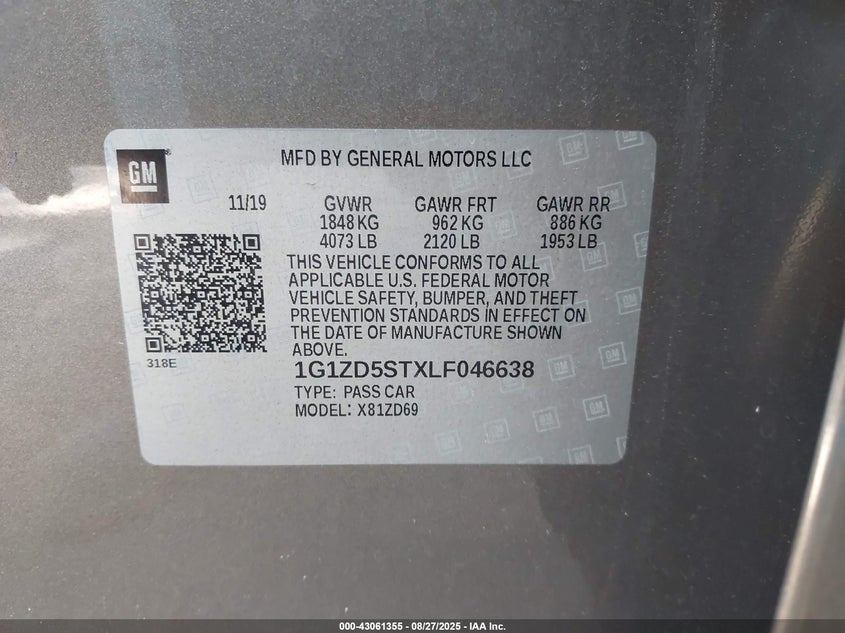 GM
MFD BY GENERAL MOTORS LLC
11/19 GVWR GAWR FRT GAWR RR
1848 KG 962 KG 886 KG
4073 LB 2120 LB 1953 LB
THIS VEHICLE CONFORMS TO ALL
APPLICABLE U.S. FEDERAL MOTOR
VEHICLE SAFETY, BUMPER, AND THEFT
PREVENTION STANDARDS IN EFFECT ON
THE DATE OF MANUFACTURE SHOWN
ABOVE.
318E
1G1ZD5STXLF046638
TYPE: PASS CAR
MODEL: X81ZD69
000-43061355 - 08/27/2025 - IAA Inc.